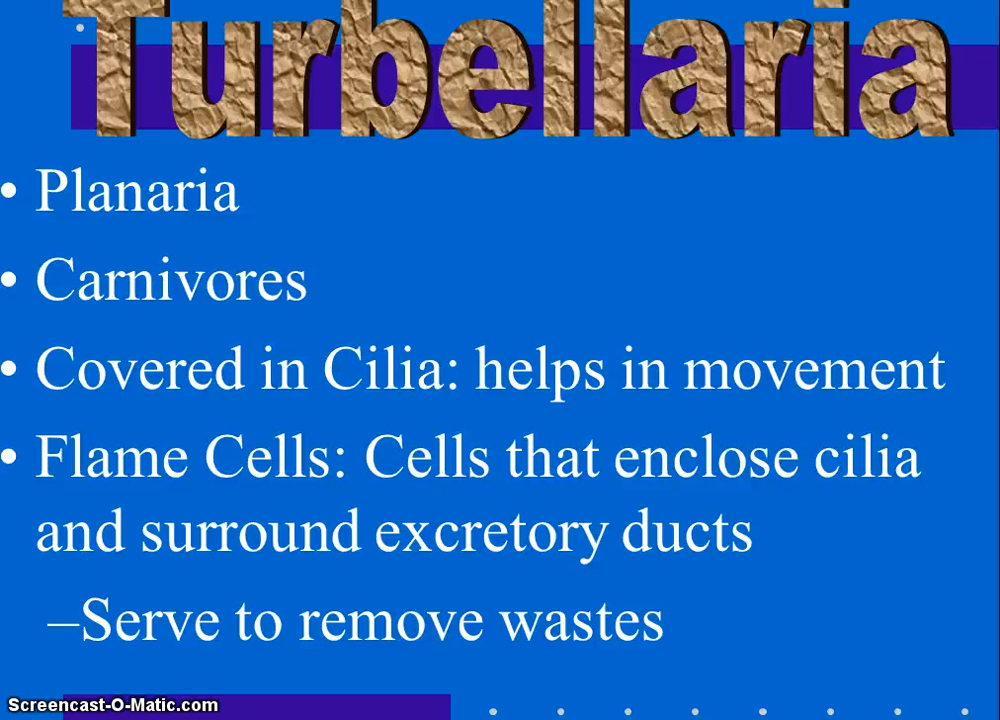 Turbellaria
• Planaria
• Carnivores
• Covered in Cilia: helps in movement
• Flame Cells: Cells that enclose cilia
and surround excretory ducts
–Serve to remove wastes
Screencast-O-Matic.com